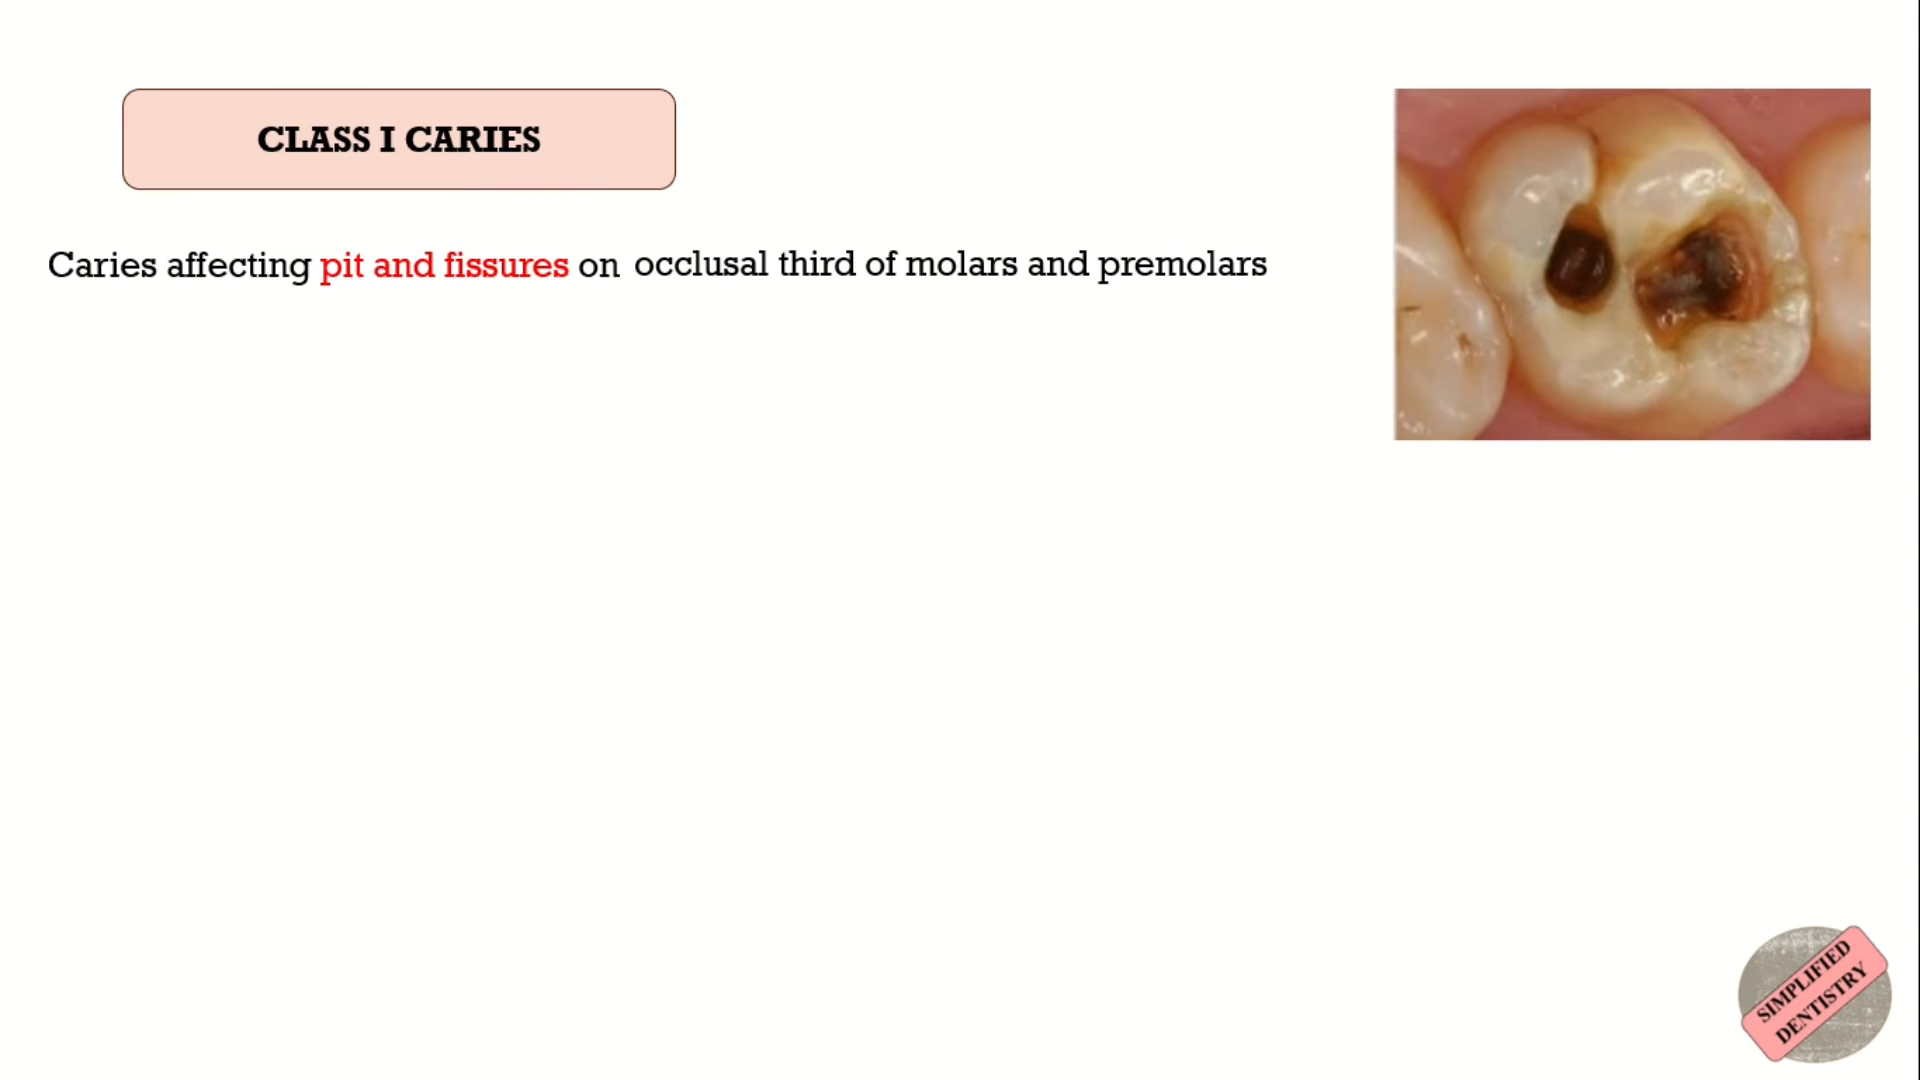 CLASS I CARIES
Caries affecting pit and fissures on occlusal third of molars and premolars
SIMPLIFIED
DENTISTRY